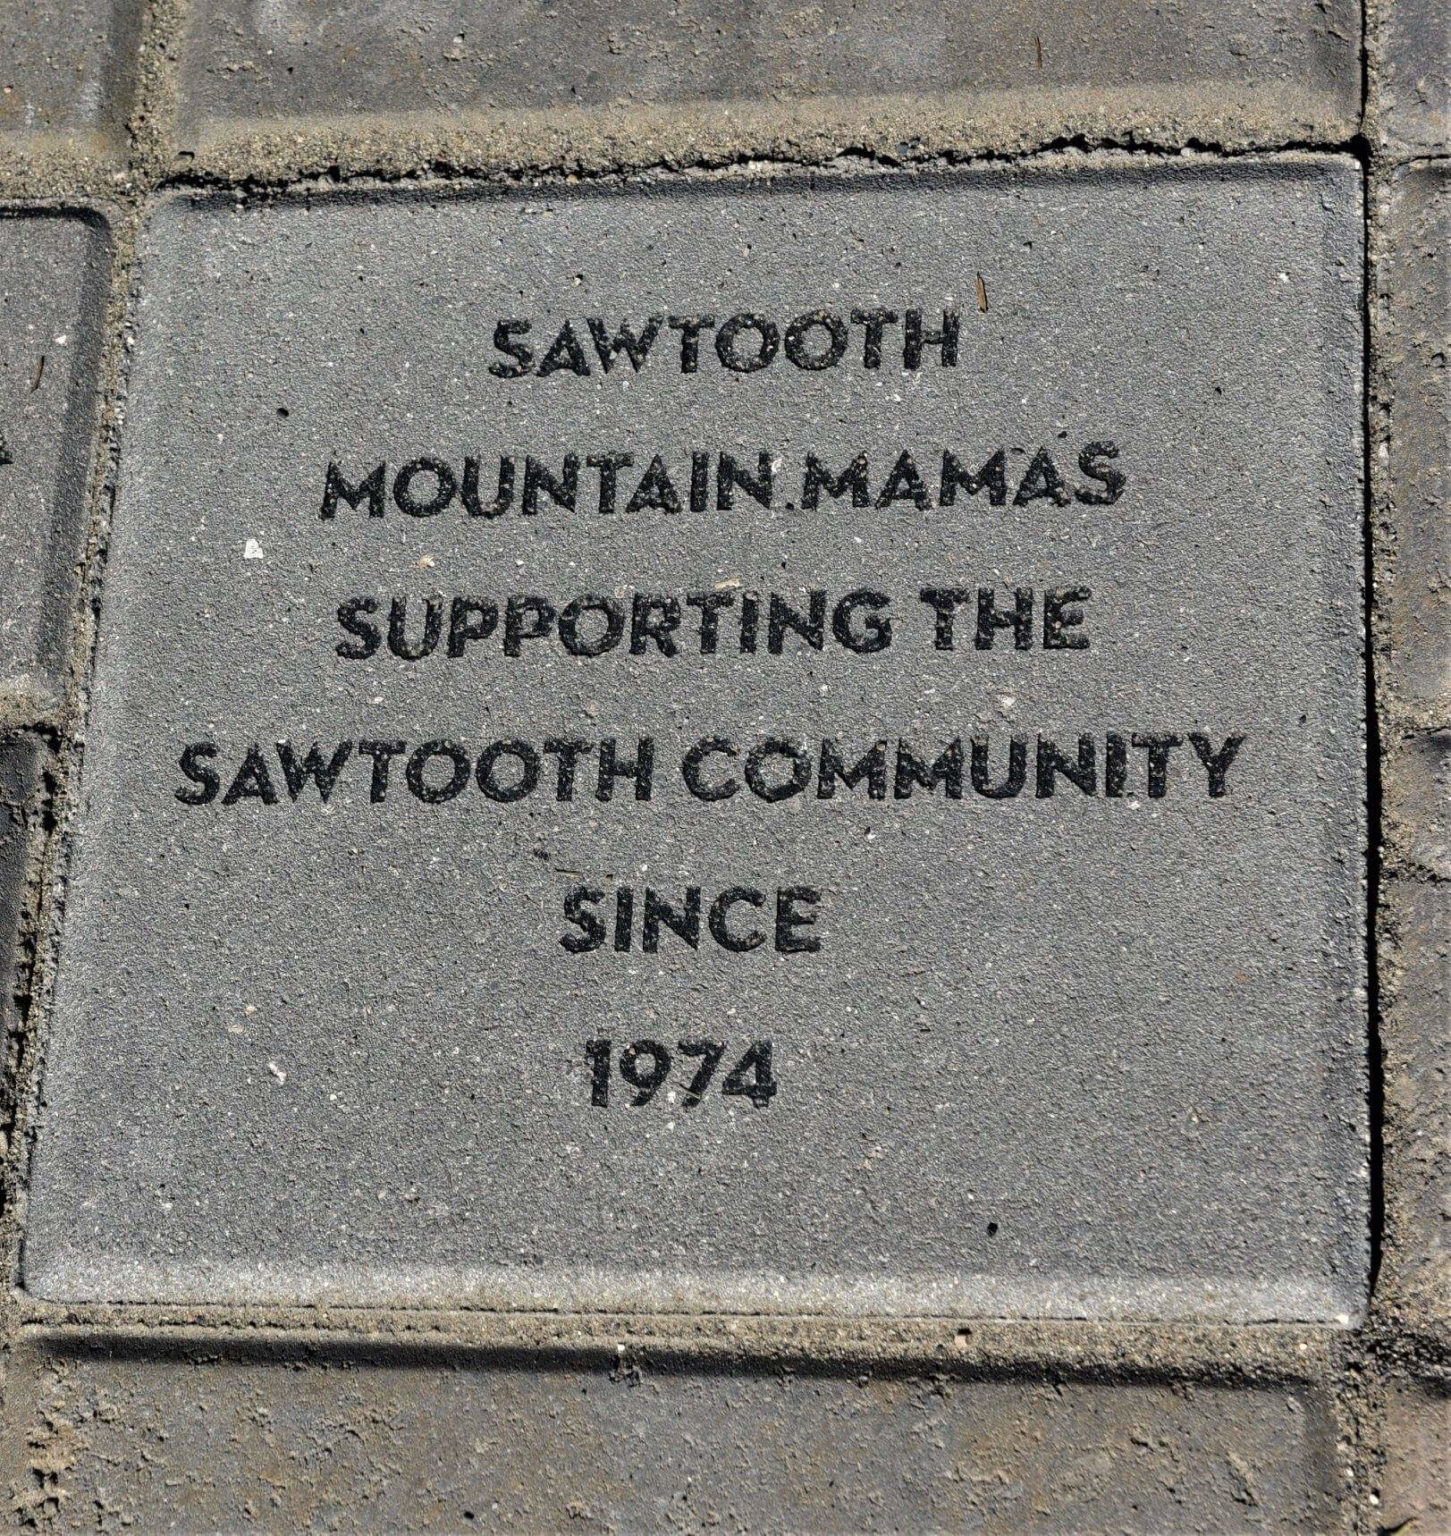 SAWTOOTH
MOUNTAIN MAMAS
SUPPORTING THE
SAWTOOTH COMMUNITY
SINCE
1974